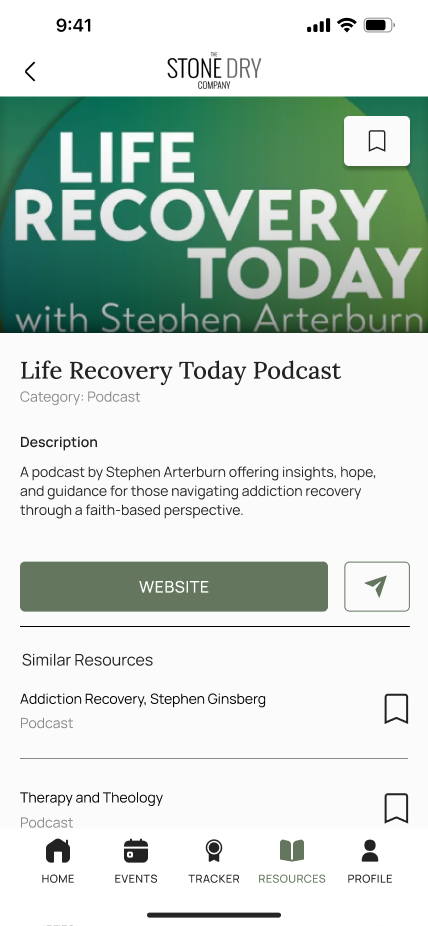 9:41
THE
STONE DRY
COMPANY
LIFE
RECOVERY
TODAY
with Stephen Arterburn
Life Recovery Today Podcast
Category: Podcast
Description
A podcast by Stephen Arterburn offering insights, hope,
and guidance for those navigating addiction recovery
through a faith-based perspective.
WEBSITE
Similar Resources
Addiction Recovery, Stephen Ginsberg
Podcast
Therapy and Theology
Podcast
HOME EVENTS TRACKER RESOURCES PROFILE